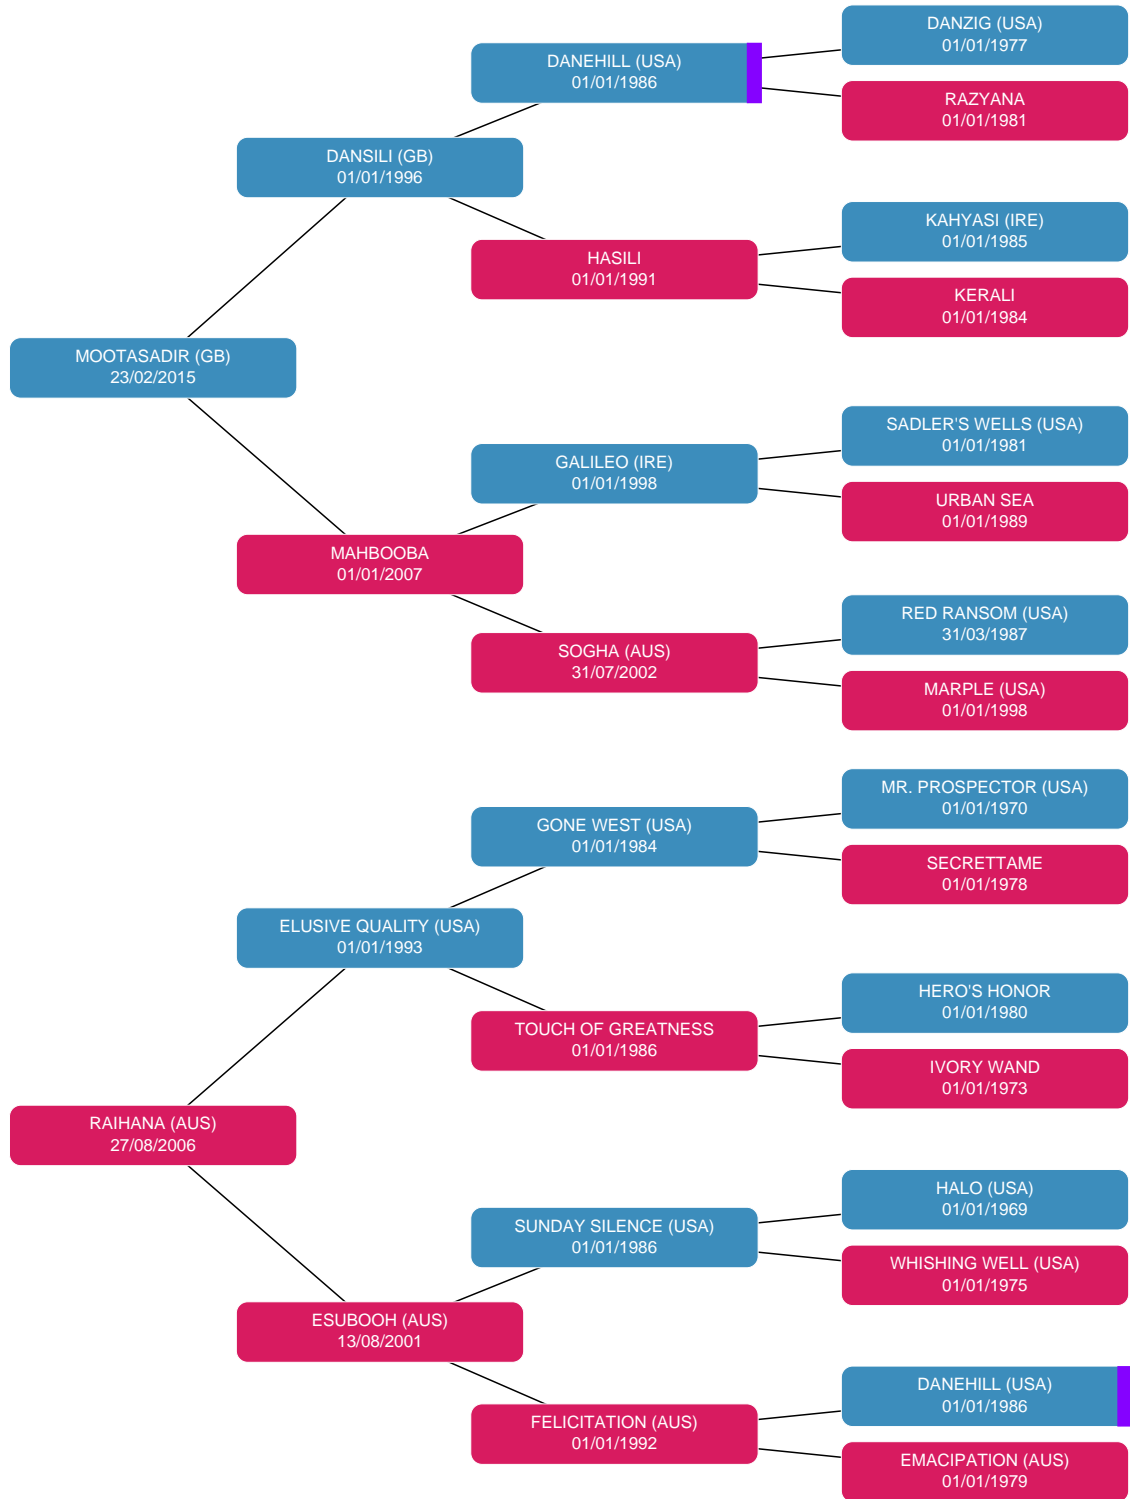 DANZIG (USA)
01/01/1977
DANEHILL (USA)
01/01/1986
RAZYANA
01/01/1981
DANSILI (GB)
01/01/1996
KAHYASI (IRE)
01/01/1985
HASILI
01/01/1991
KERALI
01/01/1984
MOOTASADIR (GB)
23/02/2015
SADLER'S WELLS (USA)
01/01/1981
GALILEO (IRE)
01/01/1998
URBAN SEA
01/01/1989
MAHBOOBA
01/01/2007
RED RANSOM (USA)
31/03/1987
SOGHA (AUS)
31/07/2002
MARPLE (USA)
01/01/1998
MR. PROSPECTOR (USA)
01/01/1970
GONE WEST (USA)
01/01/1984
SECRETTAME
01/01/1978
ELUSIVE QUALITY (USA)
01/01/1993
HERO'S HONOR
01/01/1980
TOUCH OF GREATNESS
01/01/1986
IVORY WAND
01/01/1973
RAIHANA (AUS)
27/08/2006
HALO (USA)
01/01/1969
SUNDAY SILENCE (USA)
01/01/1986
WHISHING WELL (USA)
01/01/1975
ESUBOOH (AUS)
13/08/2001
DANEHILL (USA)
01/01/1986
FELICITATION (AUS)
01/01/1992
EMACIPATION (AUS)
01/01/1979